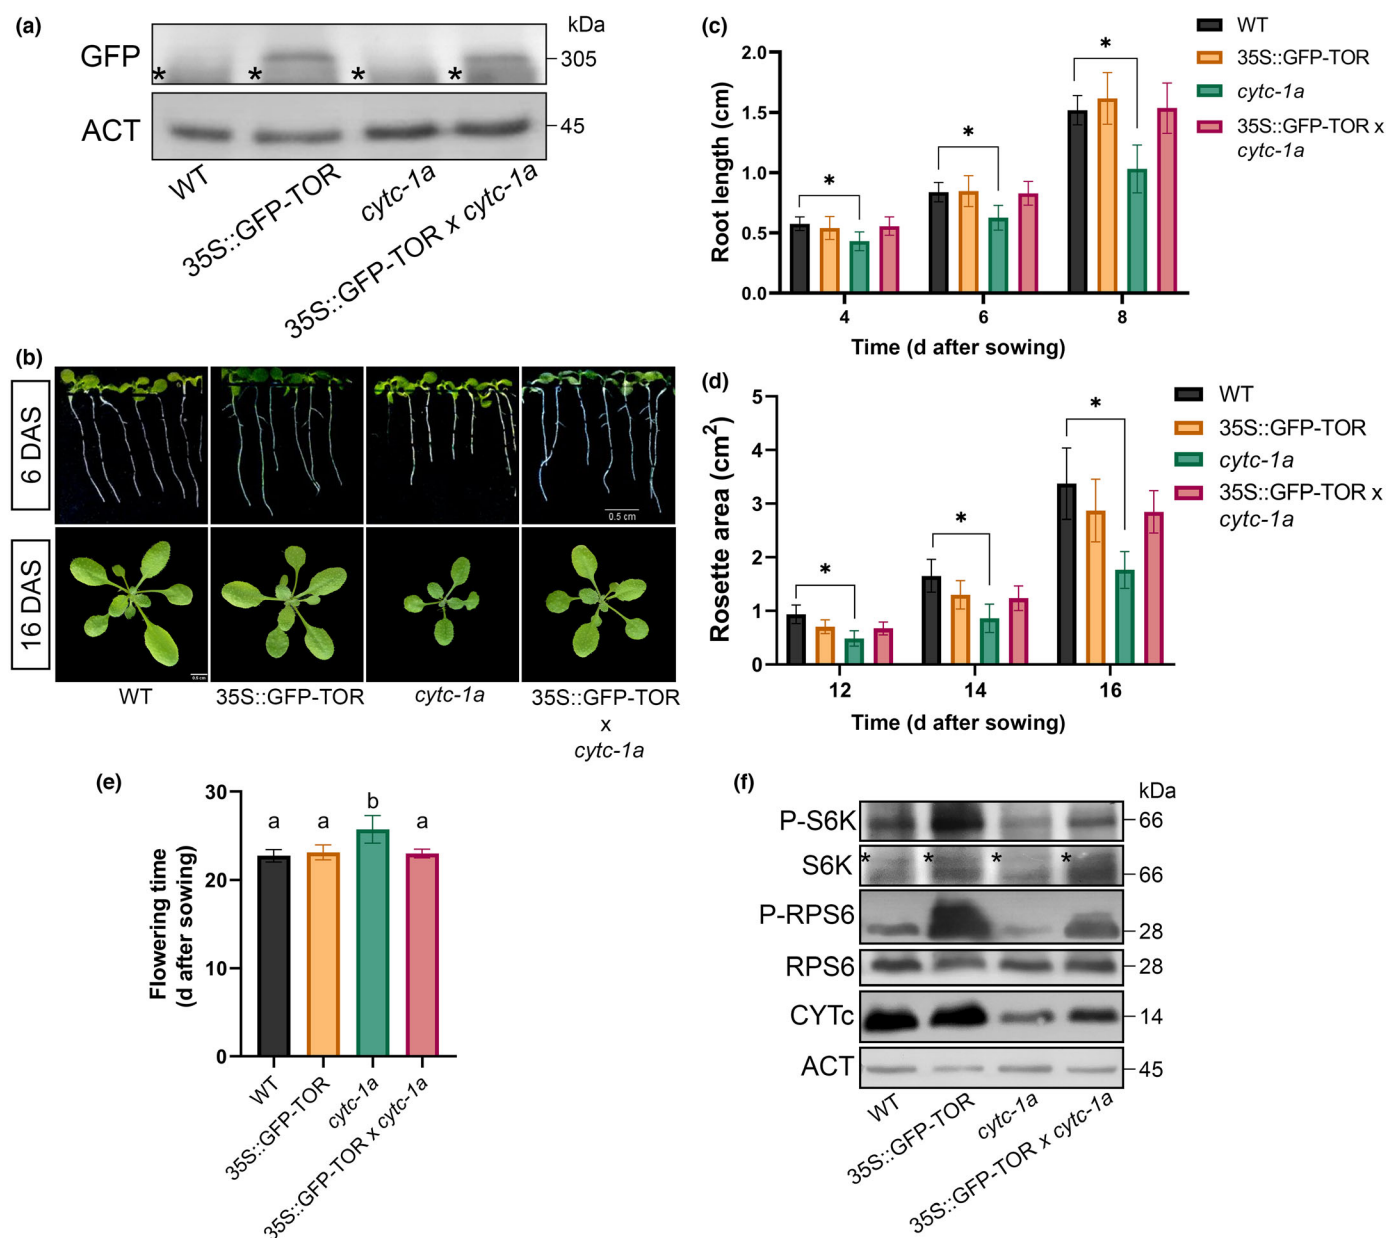 (a)
kDa
GFP
*
*
*
*
305
ACT
45
WT
35S::GFP-TOR
cytc-1a
35S::GFP-TOR x cytc-1a
(b)
6 DAS
0.5 cm
16 DAS
0.5 cm
WT
35S::GFP-TOR
cytc-1a
35S::GFP-TOR
x
cytc-1a
(c)
WT
35S::GFP-TOR
cytc-1a
35S::GFP-TOR x
cytc-1a
Root length (cm)
2.0
1.5
1.0
0.5
0.0
*
*
*
4
6
8
Time (d after sowing)
(d)
WT
35S::GFP-TOR
cytc-1a
35S::GFP-TOR x
cytc-1a
Rosette area (cm²)
5
4
3
2
1
0
*
*
*
12
14
16
Time (d after sowing)
(e)
Flowering time
(d after sowing)
30
20
10
0
a
a
b
a
WT
35S::GFP-TOR
cytc-1a
35S::GFP-TOR x cytc-1a
(f)
kDa
P-S6K
66
S6K
*
*
*
*
66
P-RPS6
28
RPS6
28
CYTc
14
ACT
45
WT
35S::GFP-TOR
cytc-1a
35S::GFP-TOR x cytc-1a